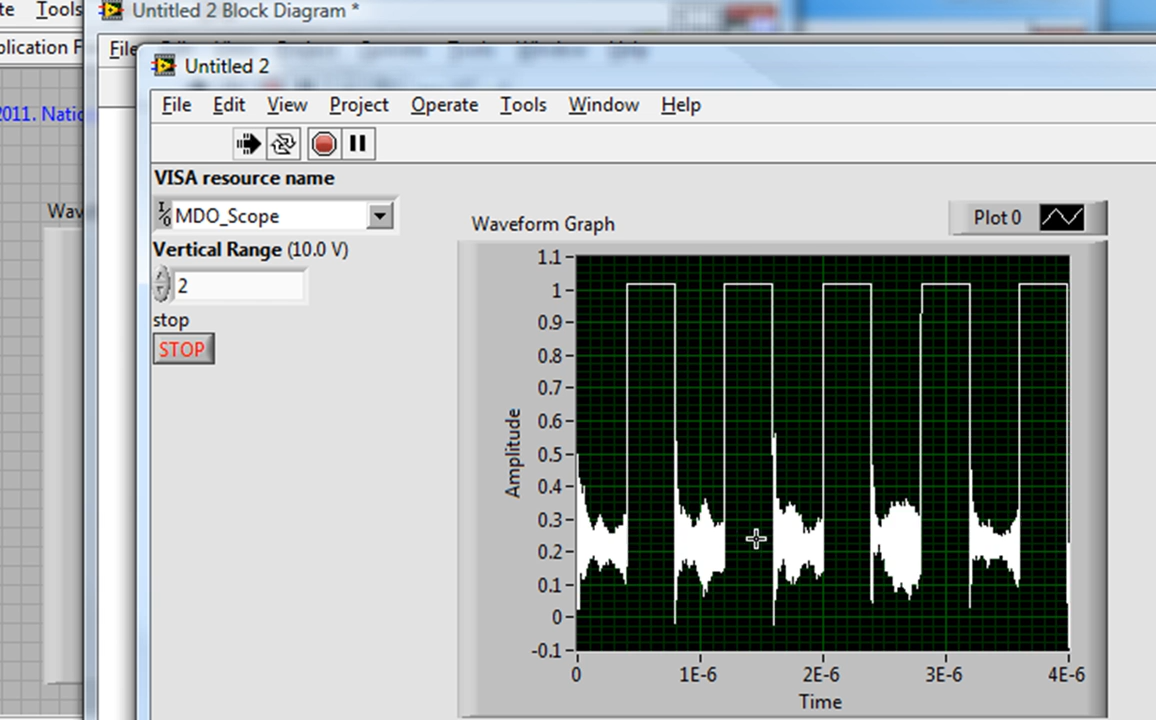 te Tools
Untitled 2 Block Diagram *
plication F
File
2011. Natio
Wav
Untitled 2
File Edit View Project Operate Tools Window Help
VISA resource name
MDO_Scope
Vertical Range (10.0 V)
2
stop
STOP
Waveform Graph
Plot 0
Amplitude
1.1
1
0.9
0.8
0.7
0.6
0.5
0.4
0.3
0.2
0.1
0
-0.1
0 1E-6 2E-6 3E-6 4E-6
Time